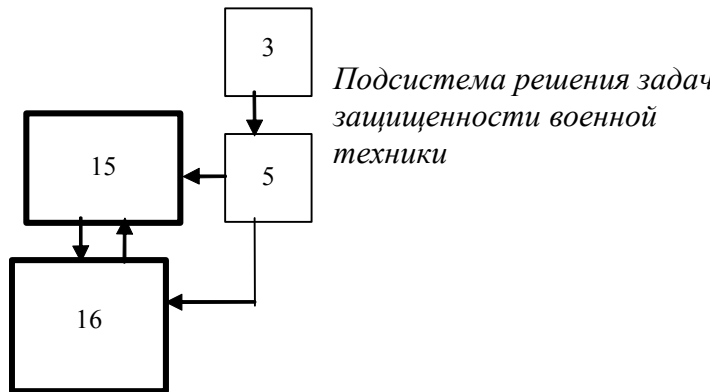 3
Подсистема решения задач
защищенности военной
техники
15
5
16